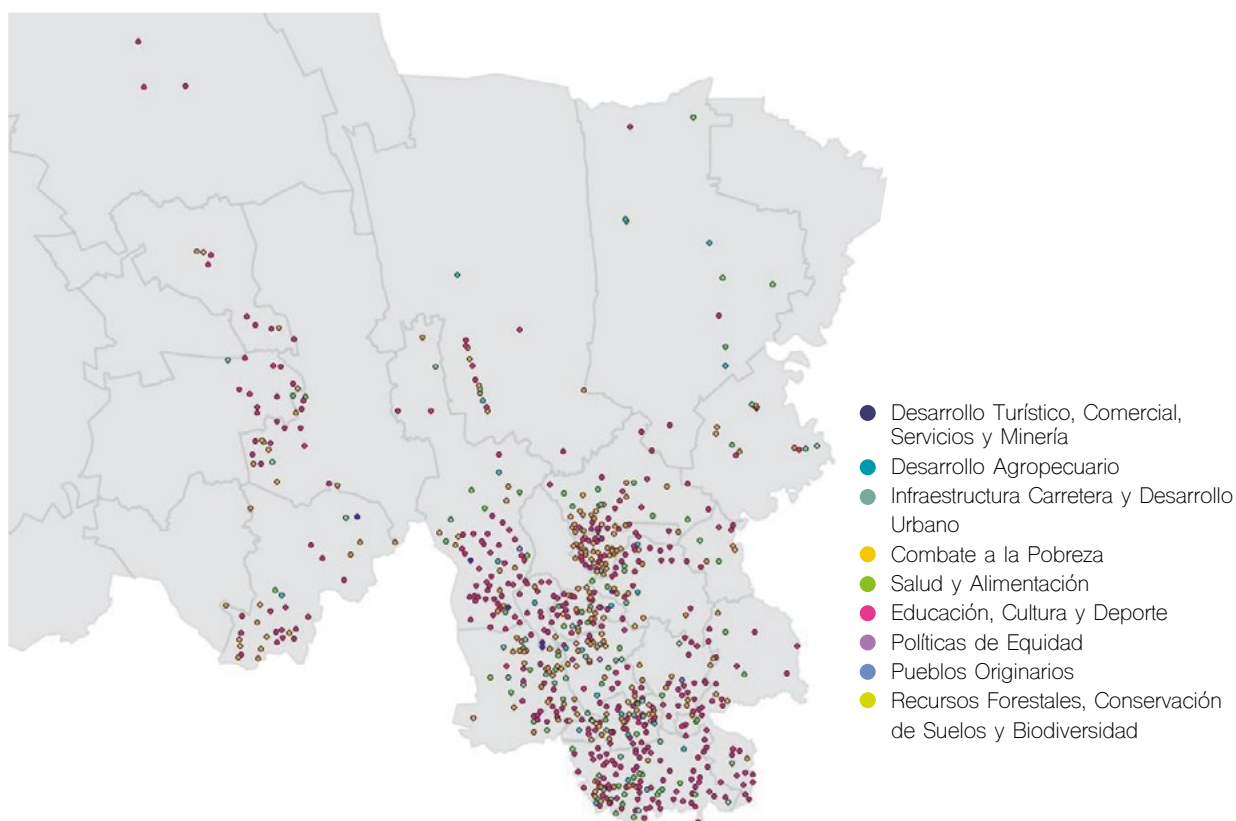 Desarrollo Turístico, Comercial,
Servicios y Minería
Desarrollo Agropecuario
Infraestructura Carretera y Desarrollo
Urbano
Combate a la Pobreza
Salud y Alimentación
Educación, Cultura y Deporte
Políticas de Equidad
Pueblos Originarios
Recursos Forestales, Conservación
de Suelos y Biodiversidad